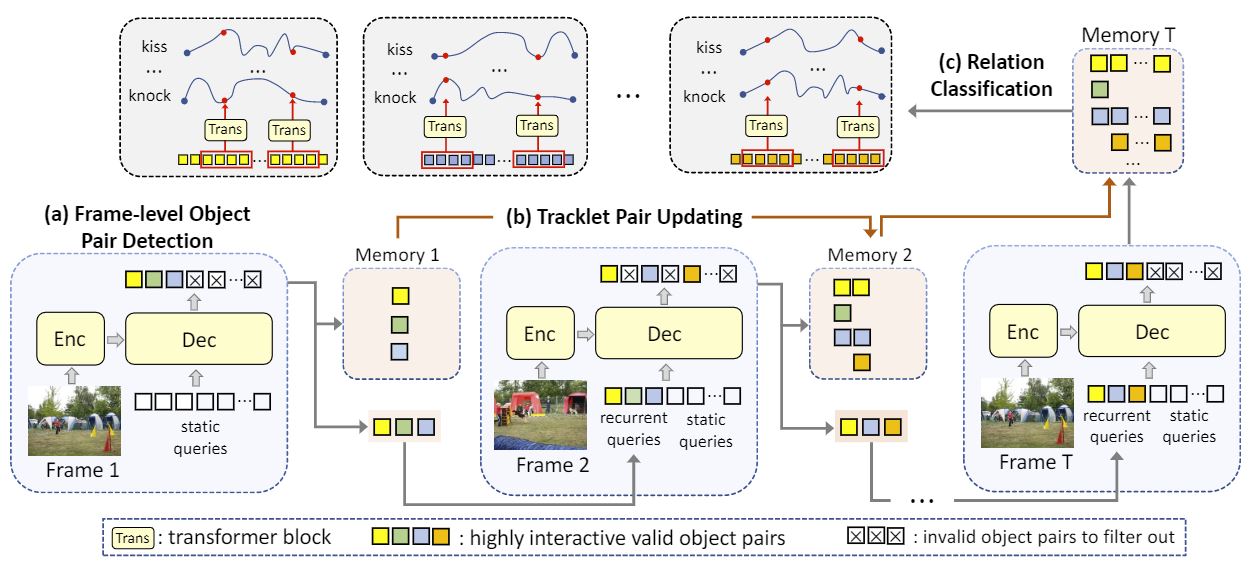 kiss
...
...
knock
Trans
Trans
...
kiss
...
...
knock
Trans
Trans
...
...
kiss
...
...
knock
Trans
Trans
...
(c) Relation
Classification
Memory T
...
...
...
...
(a) Frame-level Object
Pair Detection
(b) Tracklet Pair Updating
Memory 1
Memory 2
...
Enc
Dec
...
static
queries
Frame 1
...
Enc
Dec
...
recurrent
queries
static
queries
Frame 2
...
...
Enc
Dec
...
recurrent
queries
static
queries
Frame T
Trans : transformer block
: highly interactive valid object pairs
: invalid object pairs to filter out